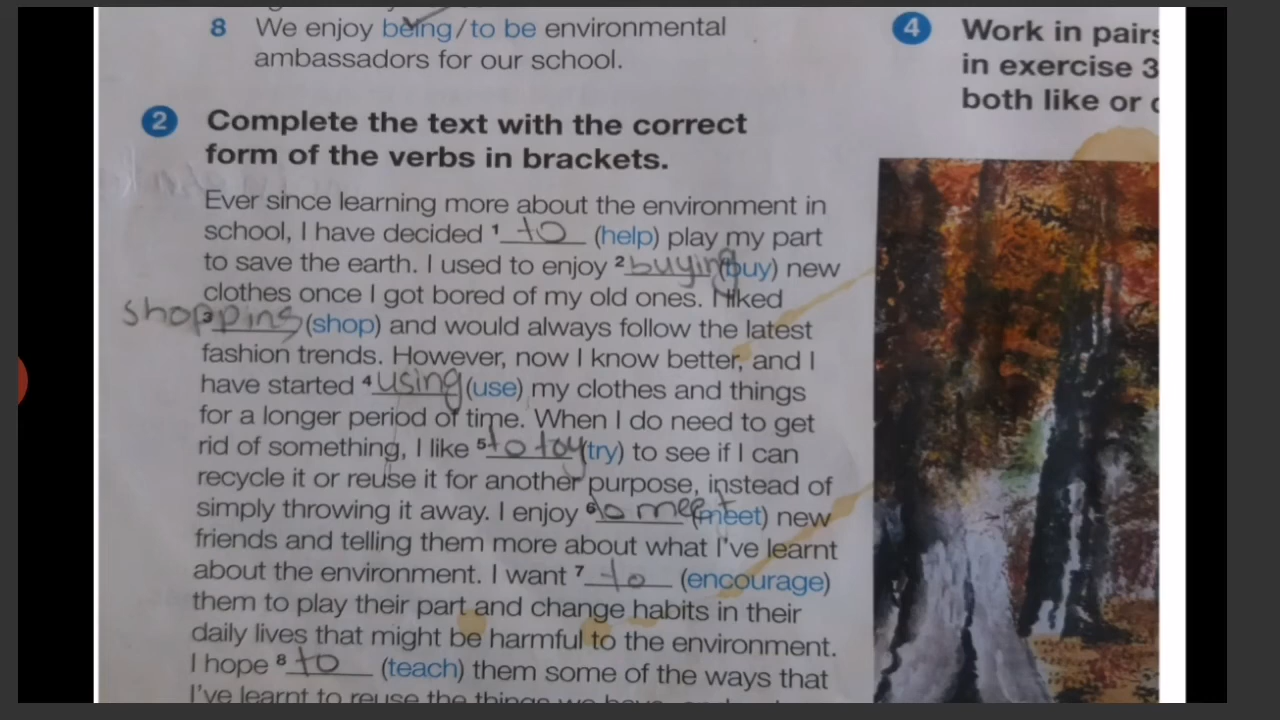 8 We enjoy being/to be environmental
ambassadors for our school.
2 Complete the text with the correct
form of the verbs in brackets.
Ever since learning more about the environment in
school, I have decided ¹ to (help) play my part
to save the earth. I used to enjoy ² buying (buy) new
clothes once I got bored of my old ones. I liked
³ shopping (shop) and would always follow the latest
fashion trends. However, now I know better, and I
have started ⁴ using (use) my clothes and things
for a longer period of time. When I do need to get
rid of something, I like ⁵ to toy (try) to see if I can
recycle it or reuse it for another purpose, instead of
simply throwing it away. I enjoy ⁶ to meet (meet) new
friends and telling them more about what I've learnt
about the environment. I want ⁷ to (encourage)
them to play their part and change habits in their
daily lives that might be harmful to the environment.
I hope ⁸ to (teach) them some of the ways that
I've learnt to reuse the things we
4 Work in pairs
in exercise 3
both like or